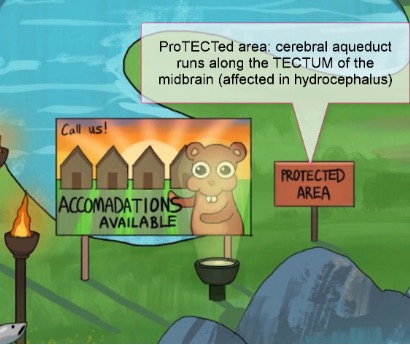 ProTECTed area: cerebral aqueduct
runs along the TECTUM of the
midbrain (affected in hydrocephalus)
Call us!
ACCOMADATIONS
AVAILABLE
PROTECTED
AREA